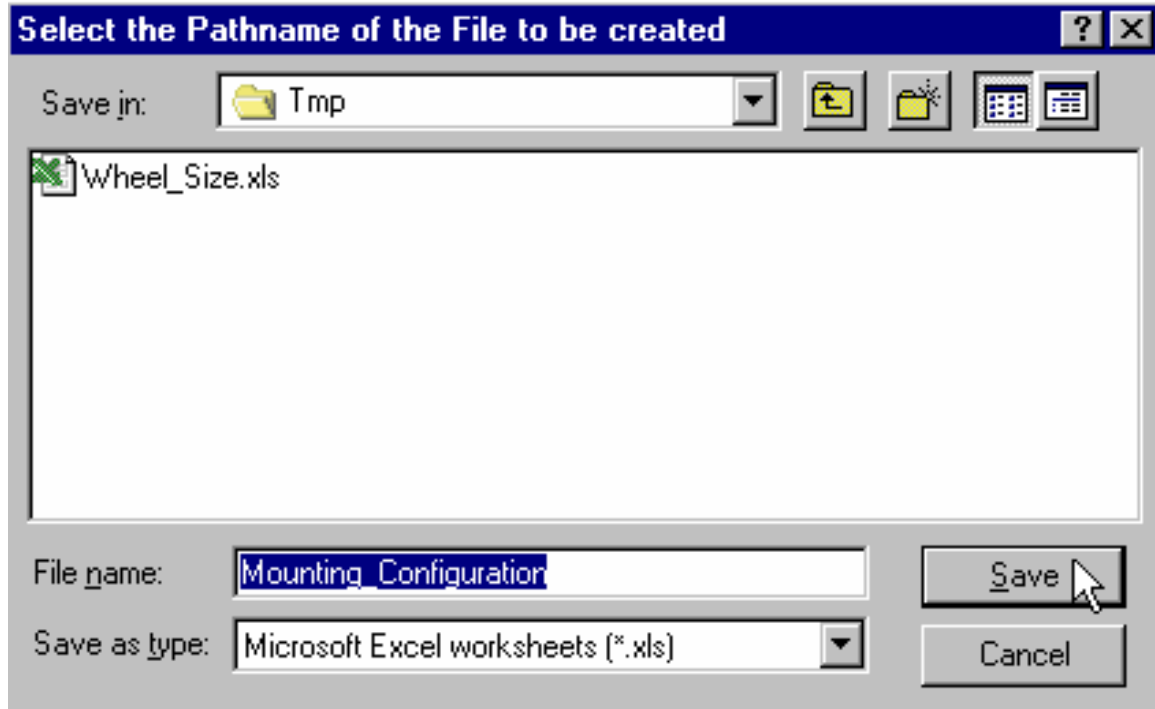 Select the Pathname of the File to be created
Save in: Tmp
Wheel_Size.xls
File name: Mounting_Configuration Save
Save as type: Microsoft Excel worksheets (*.xls) Cancel